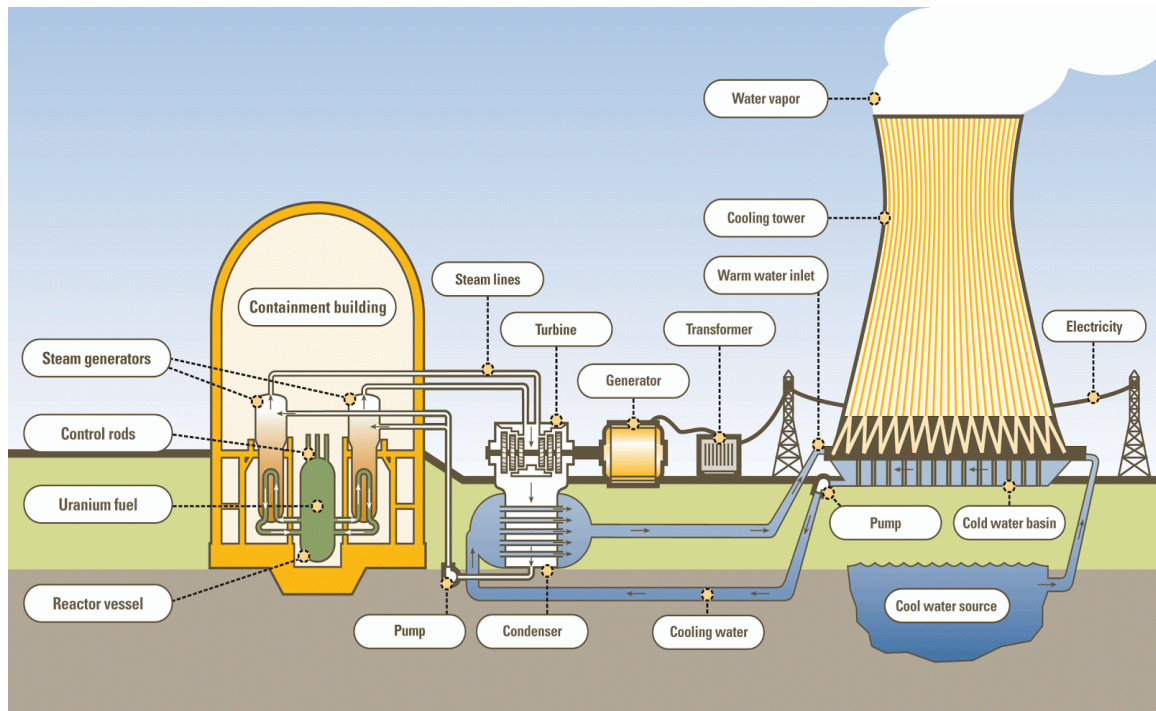 Water vapor
Cooling tower
Steam lines
Warm water inlet
Containment building
Turbine
Transformer
Electricity
Steam generators
Generator
Control rods
Uranium fuel
Pump
Cold water basin
Reactor vessel
Cool water source
Pump
Condenser
Cooling water